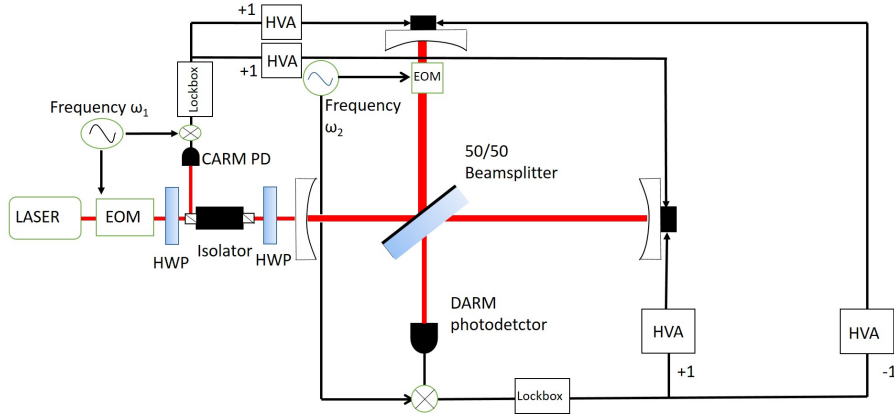 +1
HVA
HVA
+1
Lockbox
EOM
Frequency ω₁
Frequency
ω₂
CARM PD
50/50
Beamsplitter
LASER
EOM
HWP
Isolator
HWP
DARM
photodetctor
HVA
HVA
+1
-1
Lockbox